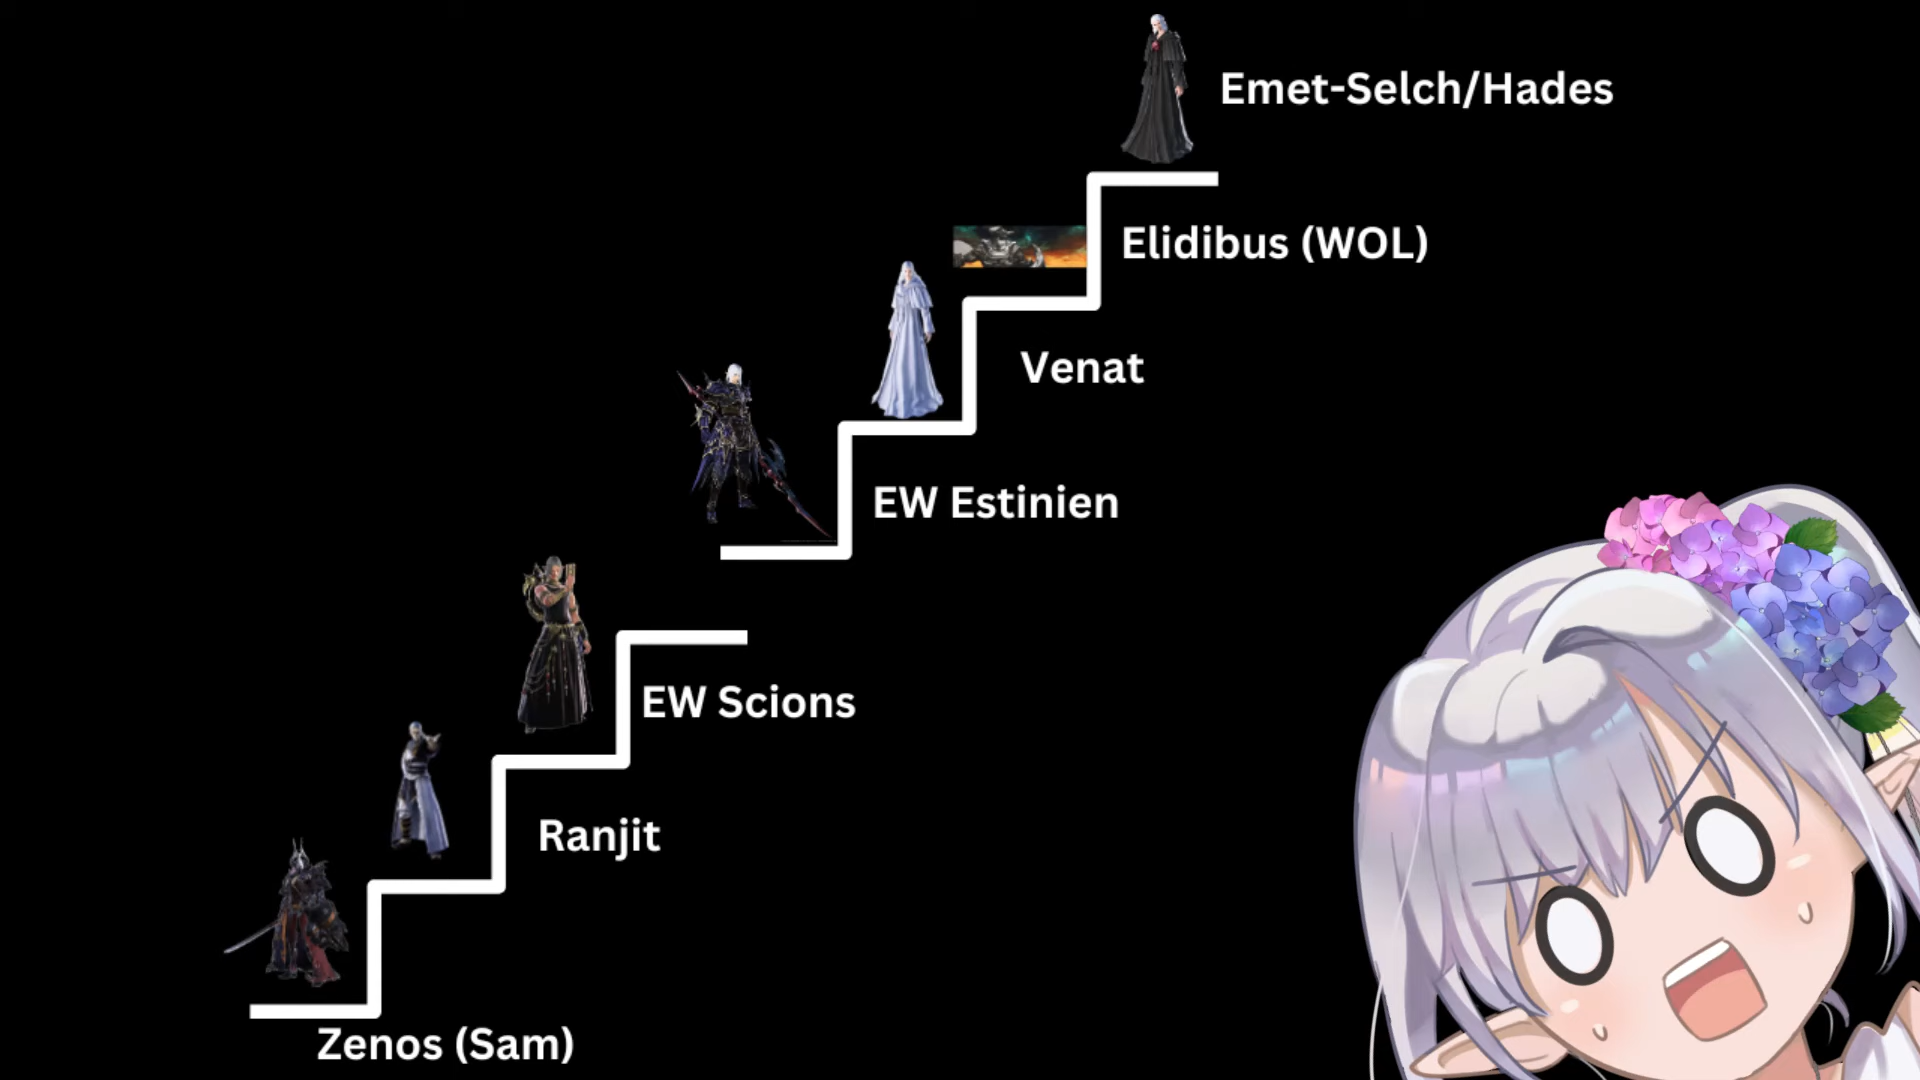 Emet-Selch/Hades
Elidibus (WOL)
Venat
EW Estinien
EW Scions
Ranjit
Zenos (Sam)